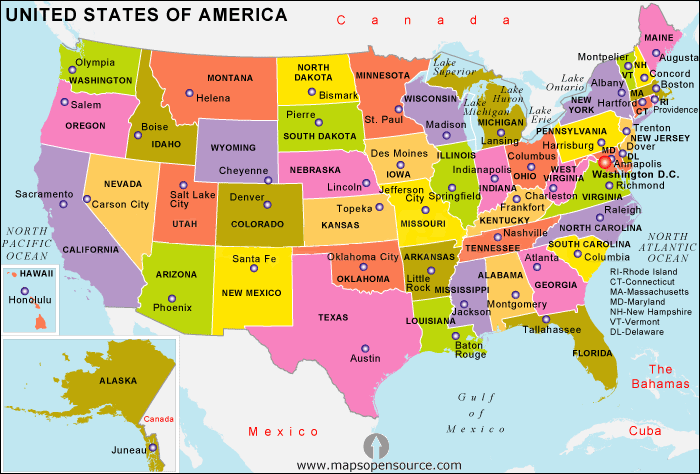 UNITED STATES OF AMERICA
Canada
Olympia
WASHINGTON
Salem
OREGON
Boise
IDAHO
MONTANA
Helena
NORTH
DAKOTA
Bismark
MINNESOTA
St. Paul
Lake
Superior
WISCONSIN
Madison
Lake
Michigan
Lake
Huron
MICHIGAN
Lansing
Lake
Ontario
Lake
Erie
MAINE
Augusta
Montpelier
VT
NH
Concord
Boston
MA
Albany
NEW
YORK
Hartford
CT
RI
Providence
WYOMING
Cheyenne
Pierre
SOUTH DAKOTA
NEBRASKA
Lincoln
Des Moines
IOWA
ILLINOIS
Springfield
Indianapolis
INDIANA
Columbus
OHIO
PENNSYLVANIA
Harrisburg
Trenton
NEW JERSEY
Dover
MD
DL
Annapolis
Washington D.C.
WEST
VIRGINIA
Charleston
Richmond
VIRGINIA
Sacramento
NEVADA
Carson City
CALIFORNIA
Salt Lake
City
UTAH
Denver
COLORADO
Topeka
KANSAS
Jefferson
City
MISSOURI
Frankfort
KENTUCKY
Nashville
TENNESSEE
Raleigh
NORTH CAROLINA
SOUTH CAROLINA
Columbia
NORTH
PACIFIC
OCEAN
NORTH
ATLANTIC
OCEAN
ARIZONA
Phoenix
Santa Fe
NEW MEXICO
Oklahoma City
OKLAHOMA
ARKANSAS
Little
Rock
MISSISSIPPI
Jackson
ALABAMA
Montgomery
Atlanta
GEORGIA
TEXAS
Austin
LOUISIANA
Baton
Rouge
Tallahassee
FLORIDA
RI-Rhode Island
CT-Connecticut
MA-Massachusetts
MD-Maryland
NH-New Hampshire
VT-Vermont
DL-Delaware
HAWAII
Honolulu
ALASKA
Canada
Juneau
Mexico
Gulf
of
Mexico
The
Bahamas
Cuba
www.mapsopensource.com